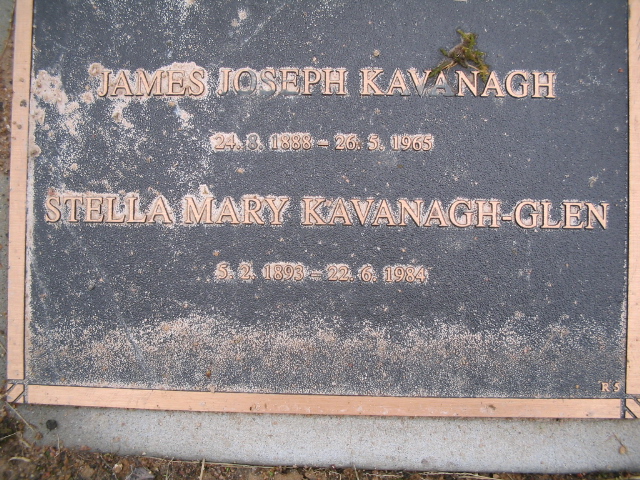 JAMES JOSEPH KAVANAGH
24. 3. 1888 – 26. 5. 1965
STELLA MARY KAVANAGH-GLEN
5. 2. 1893 – 22. 6. 1984
R 5